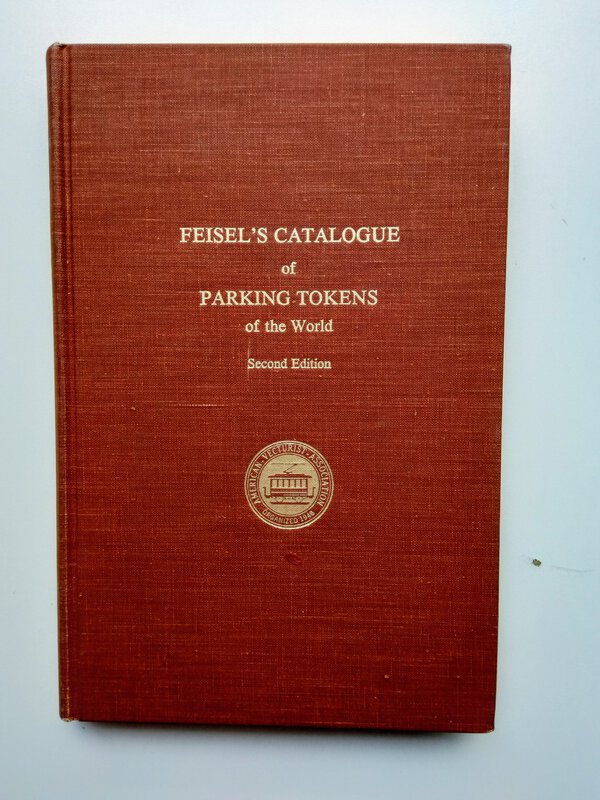 FEISEL'S CATALOGUE
of
PARKING TOKENS
of the World
Second Edition
AMERICAN · VECTURIST · ASSOCIATION
ORGANIZED 1948